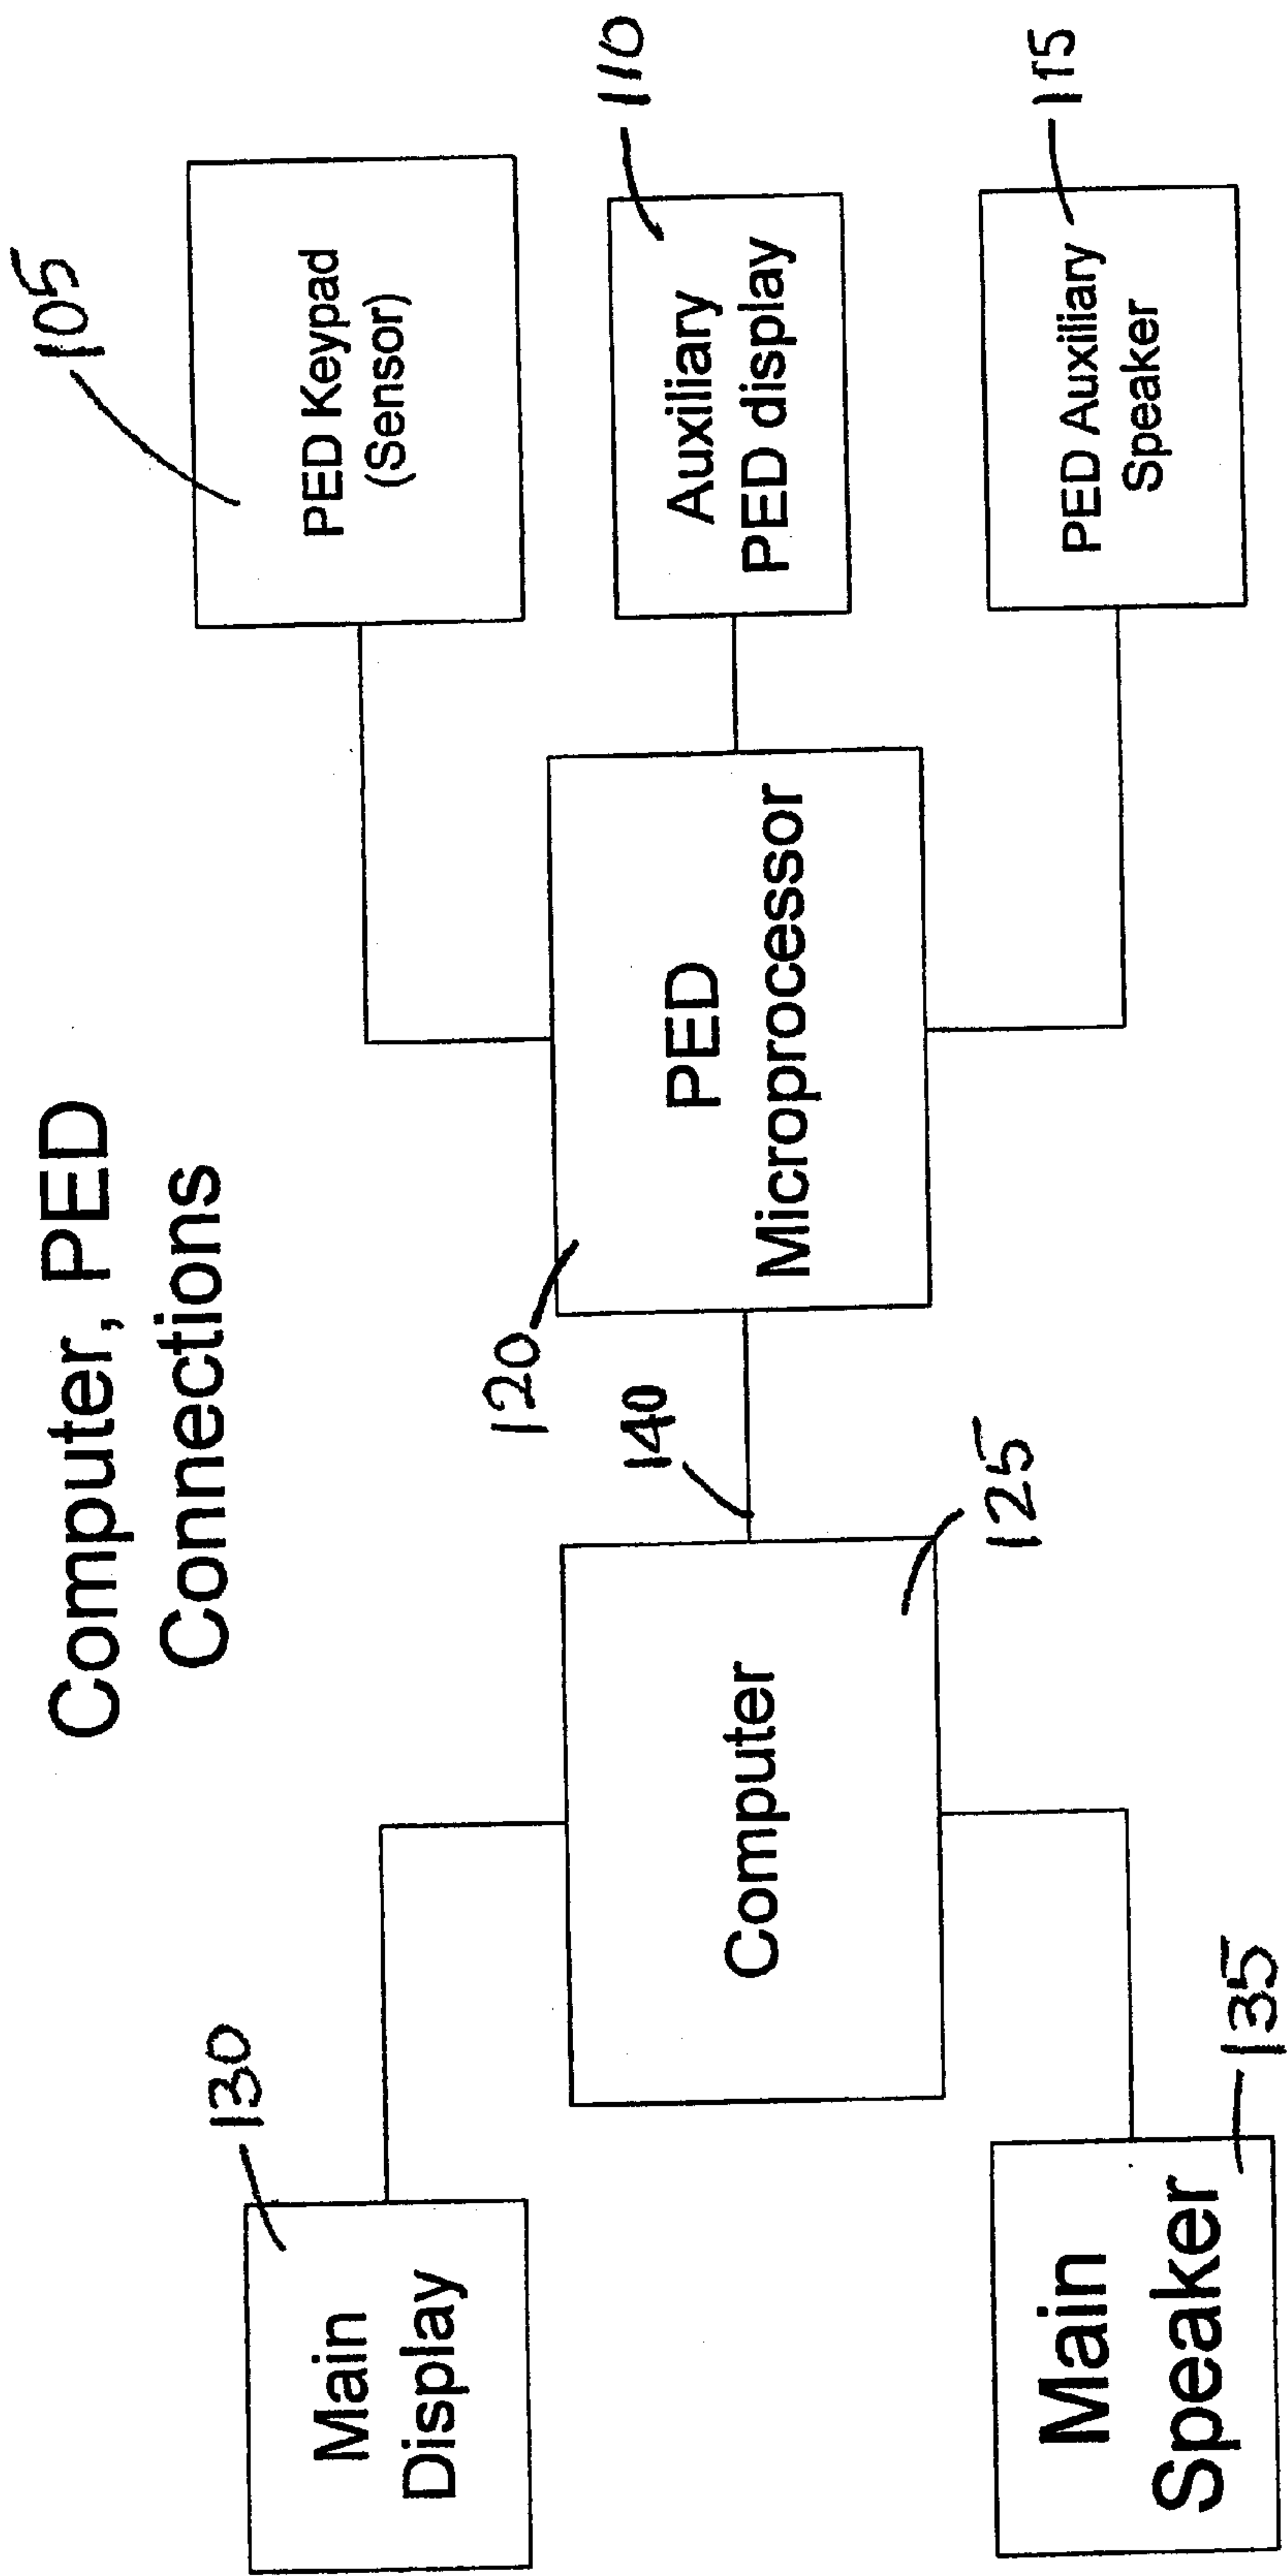 Computer, PED
Connections
105
PED Keypad
(Sensor)
130
Main
Display
120
140
110
Computer
PED
Microprocessor
Auxiliary
PED display
125
115
Main
Speaker
135
PED Auxiliary
Speaker